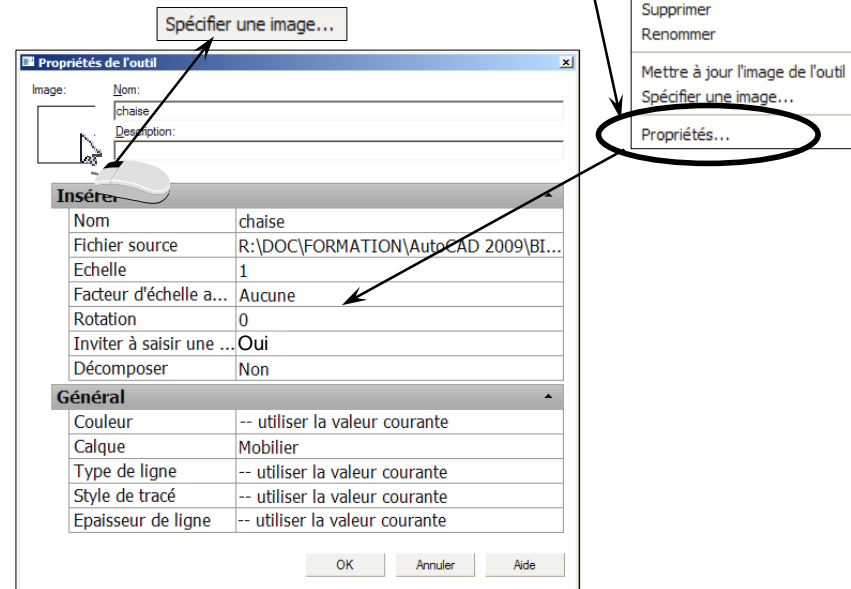 Spécifier une image...
Supprimer
Renommer
Mettre à jour l'image de l'outil
Spécifier une image...
Propriétés...
Propriétés de l'outil
Image:
Nom:
chaise
Description:
Insérer
Nom chaise
Fichier source R:\DOC\FORMATION\AutoCAD 2009\BI...
Echelle 1
Facteur d'échelle a... Aucune
Rotation 0
Inviter à saisir une ... Oui
Décomposer Non
Général
Couleur -- utiliser la valeur courante
Calque Mobilier
Type de ligne -- utiliser la valeur courante
Style de tracé -- utiliser la valeur courante
Epaisseur de ligne -- utiliser la valeur courante
OK Annuler Aide